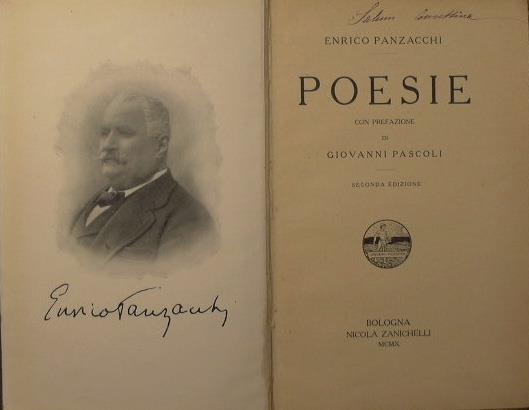 Enrico Panzacchi
ENRICO PANZACCHI
POESIE
CON PREFAZIONE
DI
GIOVANNI PASCOLI
SECONDA EDIZIONE
BOLOGNA
NICOLA ZANICHELLI
MCMX